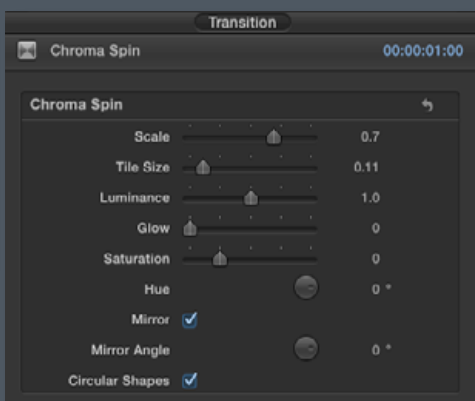 Transition
Chroma Spin 00:00:01:00
Chroma Spin
Scale 0.7
Tile Size 0.11
Luminance 1.0
Glow 0
Saturation 0
Hue 0 °
Mirror
Mirror Angle 0 °
Circular Shapes